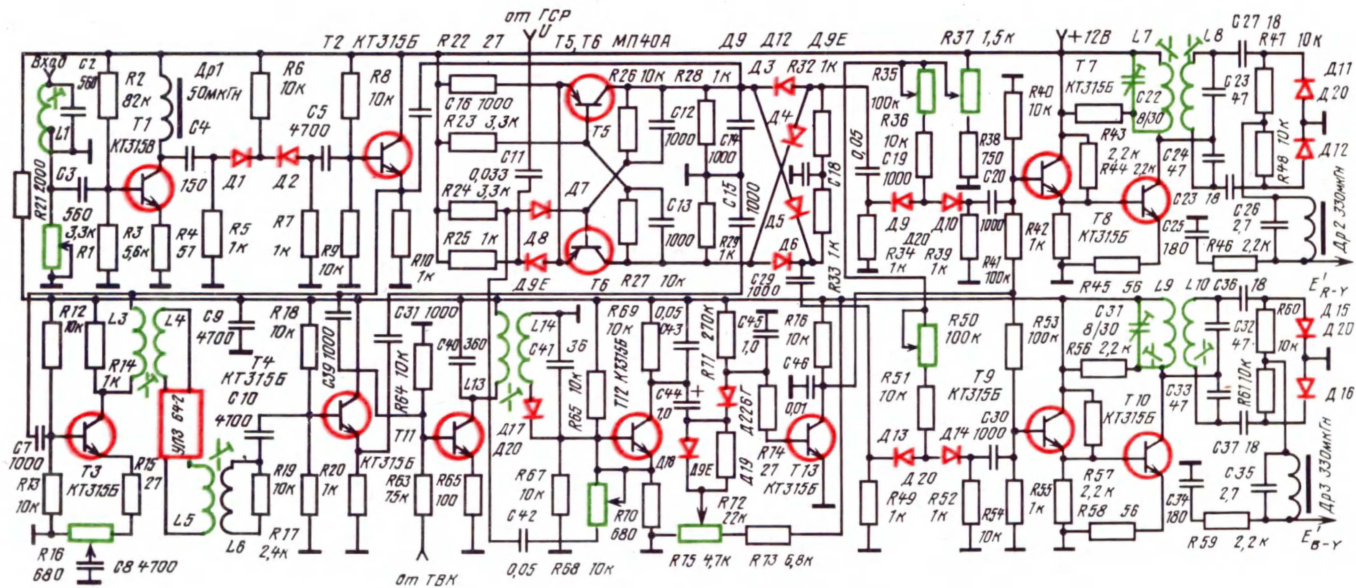 от ГСР
U
Вход
C2
560
L1
C3
560
R21 2000
3,3к
R1
R2
82к
Др1
50мкГн
T1
КТ315Б
C4
150
R3
5,6к
R4
57
Д1
Д2
R5
1к
R6
10к
C5
4700
R7
1к
T2 КТ315Б
R8
10к
R9
10к
R10
1к
R22 27
C16 1000
R23 3,3к
C11
0,033
R24 3,3к
R25 1к
Д7
Д8
Д9Е
T5, T6 МП40А
T5
T6
R26 10к
R27 10к
C12
1000
C13
1000
R28 1к
1000
R29 1к
C14
1000
C15
Д9 Д12 Д9Е
Д3
R32 1к
Д4
Д5
Д6
C18
R33 1к
C29
1000
0,05
R35
100к
R36
10к
C19
1000
Д9
Д20
Д10
R34
1к
R39
1к
R37 1,5к
R38
750
C20
1000
R40
10к
R41
100к
R42
1к
+12В
T7
КТ315Б
L7
L8
C22
8/30
R43
2,2к
R44
2,2к
T8
КТ315Б
R45 56
C27 18
C23
47
C24
47
C23
18
R47
10к
R48
10к
Д11
Д20
Д12
C25
180
R46
2,2к
C26
2,7
Др2 330мкГн
E'R-Y
R12
10к
C7
1000
R13
10к
T3
КТ315Б
R14
1к
L3
L4
C9
4700
УЛЗ 642
R15
27
R16
680
C8 4700
L5
L6
T4
КТ315Б
C10
4700
R17
2,4к
R18
10к
R19
10к
R20
1к
C39 1000
КТ315Б
C31 1000
R64 10к
T11
R63
75к
от ТВК
R65
100
C40 360
L13
L14
C41
36
Д17
Д20
R65 10к
R67
10к
C42
0,05
R68 10к
R69
10к
T12 КТ315Б
R70
680
0,05
C43
C44
+
1,0
Д18
Д9Е
R71
270к
Д226Г
Д19
R72
22к
R75 4,7к
R73 6,8к
C45
1,0
R74
27
T13
КТ315Б
R76
10к
C46
0,01
R50
100к
R51
10к
Д13
Д14
Д20
R49
1к
R52
1к
T9
КТ315Б
C30
1000
R53
100к
R54
10к
R55
1к
C31
8/30
R56
2,2к
L9
L10
T10
КТ315Б
R57
2,2к
R58 56
C36
18
C32
47
C33
47
C37 18
R60
10к
R61 10к
Д15
Д20
Д16
C34
180
C35
2,7
R59 2,2к
Др3 330мкГн
E'B-Y